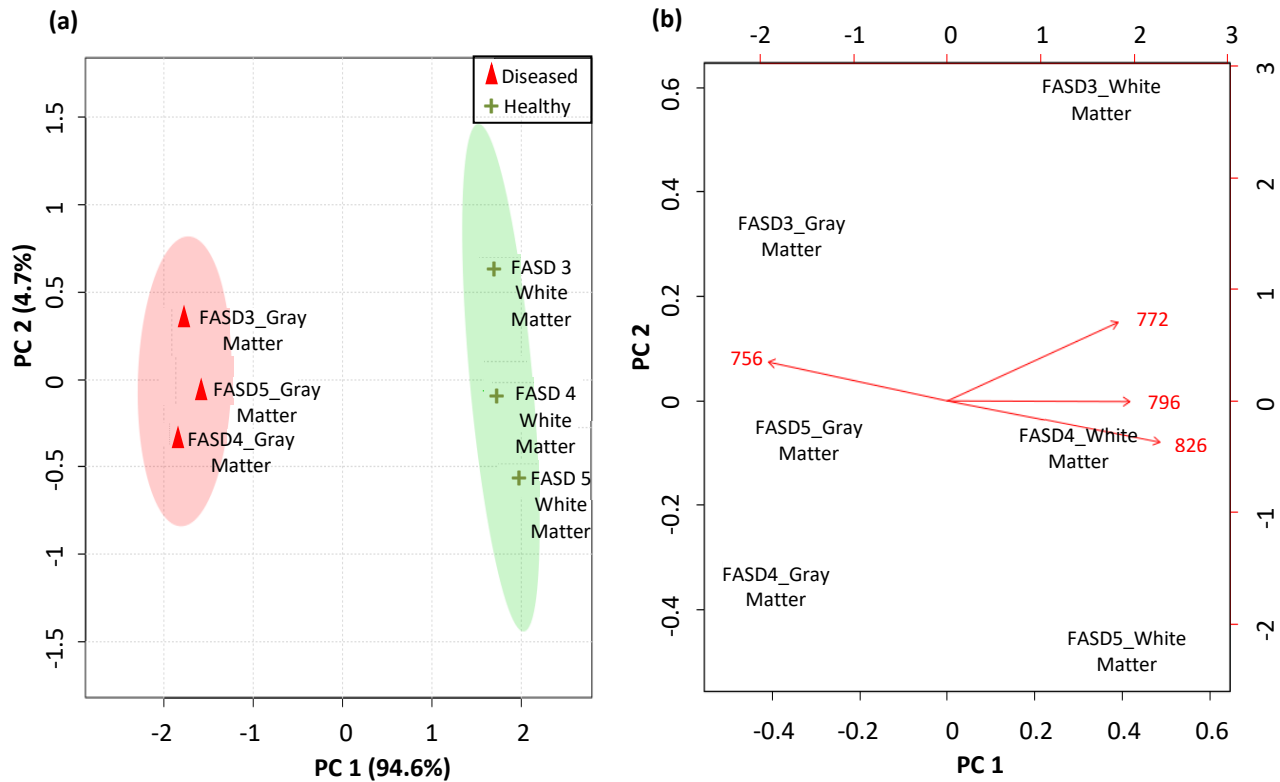 (a)
Diseased
Healthy
1.5
1
0.5
0
-0.5
-1
-1.5
PC 2 (4.7%)
FASD3_Gray
Matter
FASD5_Gray
Matter
FASD4_Gray
Matter
FASD 3
White
Matter
FASD 4
White
Matter
FASD 5
White
Matter
-2 -1 0 1 2
PC 1 (94.6%)
(b)
-2 -1 0 1 2 3
0.6
0.4
0.2
0
-0.2
-0.4
PC 2
3
2
1
0
-1
-2
FASD3_White
Matter
FASD3_Gray
Matter
772
756
796
FASD5_Gray
Matter
FASD4_White
Matter
826
FASD4_Gray
Matter
FASD5_White
Matter
-0.4 -0.2 0 0.2 0.4 0.6
PC 1